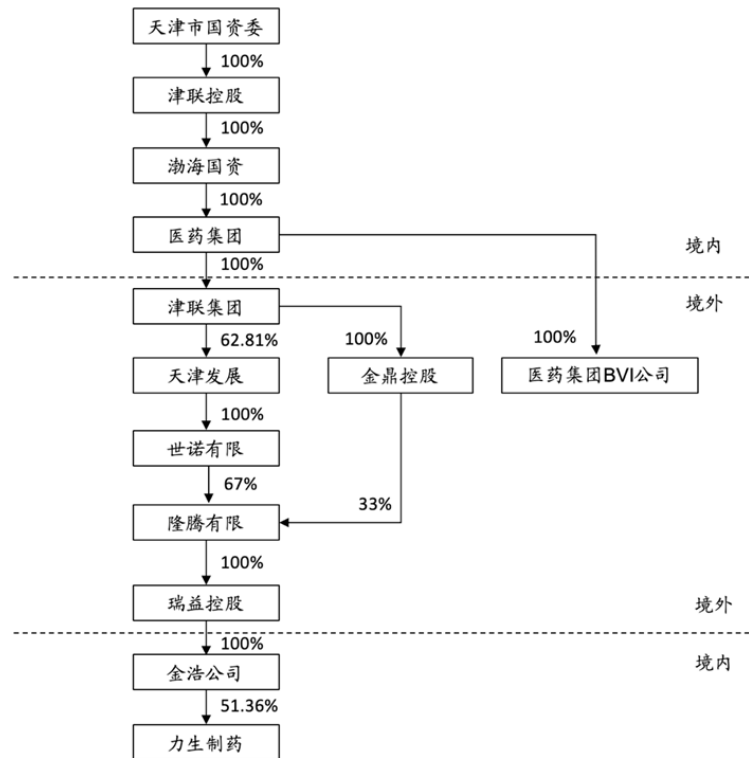 天津市国资委
100%
津联控股
100%
渤海国资
100%
医药集团
境内
100%
境外
津联集团
62.81%
100%
100%
天津发展
金鼎控股
医药集团BVI公司
100%
世诺有限
67%
33%
隆腾有限
100%
瑞益控股
境外
100%
境内
金浩公司
51.36%
力生制药